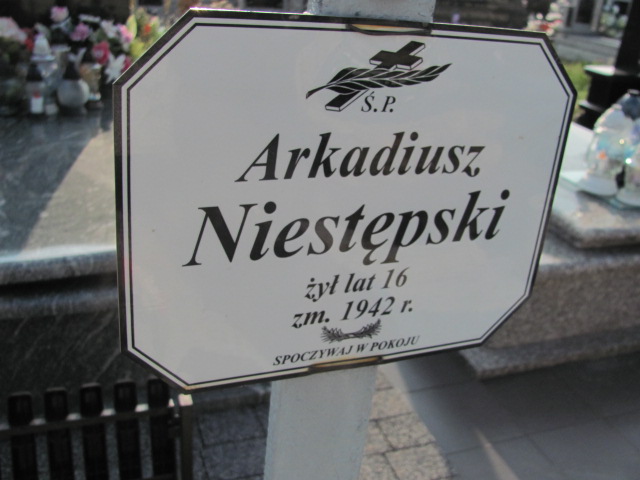 Ś.P.
Arkadiusz
Niestępski
żył lat 16
zm. 1942 r.
SPOCZYWAJ W POKOJU